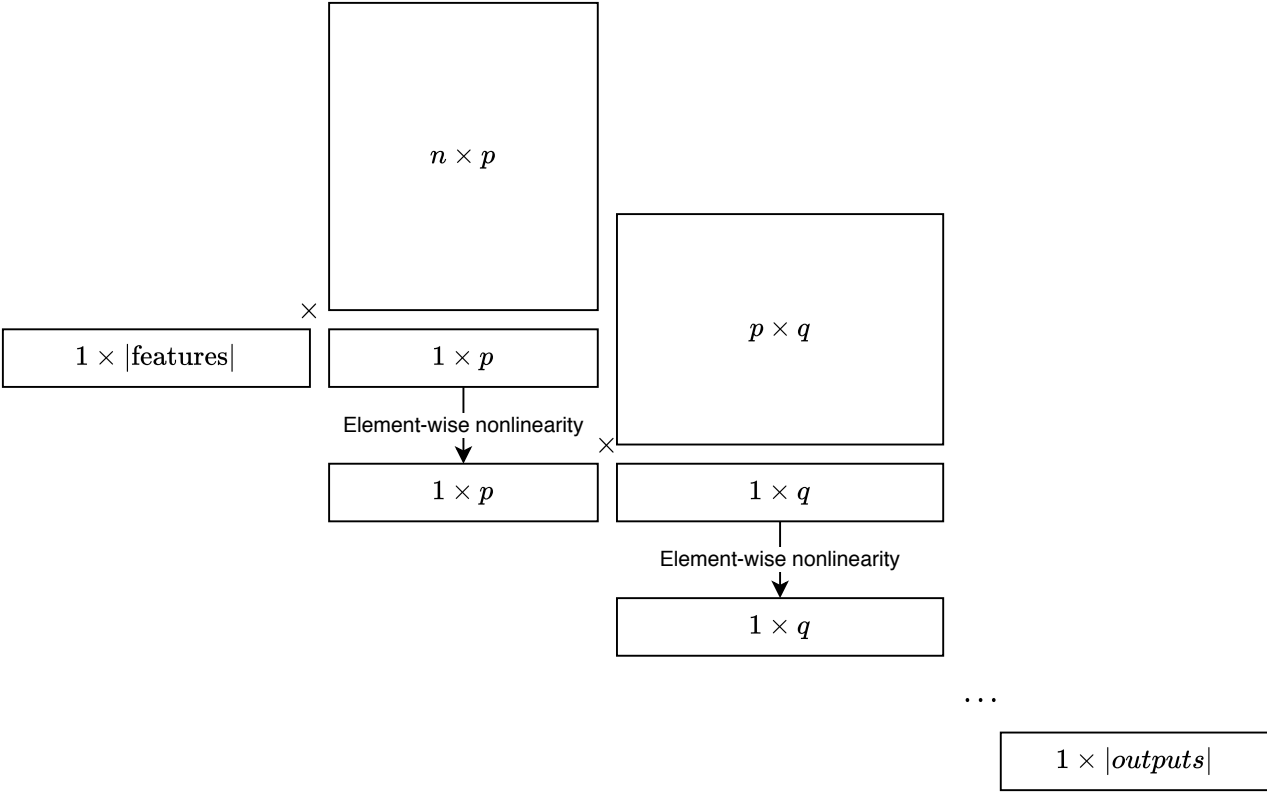 n × p
p × q
×
1 × |features|
1 × p
Element-wise nonlinearity
×
1 × p
1 × q
Element-wise nonlinearity
1 × q
...
1 × |outputs|